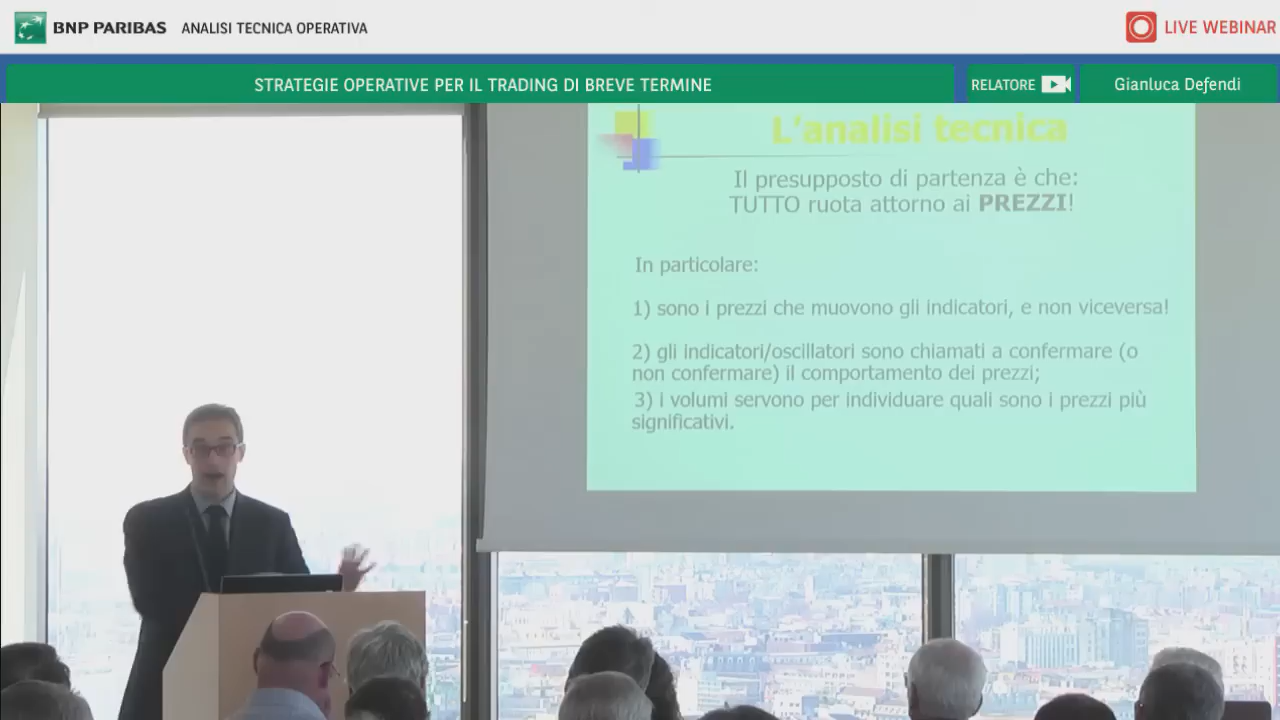 BNP PARIBAS ANALISI TECNICA OPERATIVA
LIVE WEBINAR
STRATEGIE OPERATIVE PER IL TRADING DI BREVE TERMINE
RELATORE
Gianluca Defendi
L'analisi tecnica
Il presupposto di partenza è che:
TUTTO ruota attorno ai PREZZI!
In particolare:
1) sono i prezzi che muovono gli indicatori, e non viceversa!
2) gli indicatori/oscillatori sono chiamati a confermare (o
non confermare) il comportamento dei prezzi;
3) i volumi servono per individuare quali sono i prezzi più
significativi.